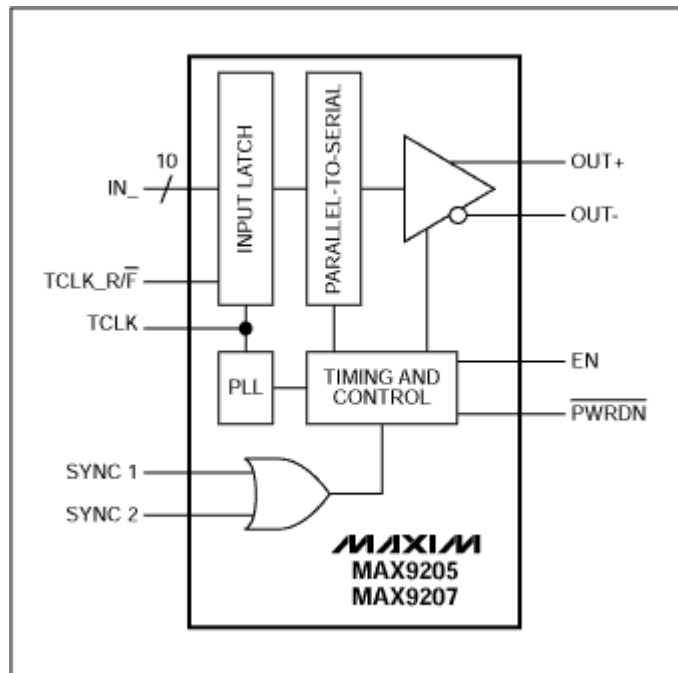 10
IN_
INPUT LATCH
PARALLEL-TO-SERIAL
OUT+
OUT-
TCLK_R/F̅
TCLK
PLL
TIMING AND
CONTROL
EN
P̅W̅R̅D̅N̅
SYNC 1
SYNC 2
MAXIM
MAX9205
MAX9207